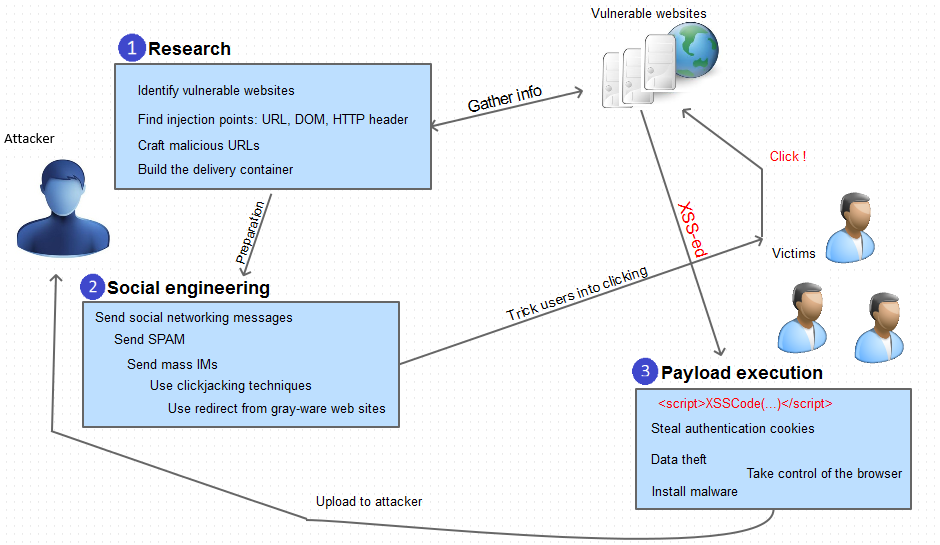 Vulnerable websites
1 Research
Identify vulnerable websites
Find injection points: URL, DOM, HTTP header
Craft malicious URLs
Build the delivery container
Gather info
Attacker
Click !
Preparation
XSS-ed
Victims
2 Social engineering
Send social networking messages
Send SPAM
Send mass IMs
Use clickjacking techniques
Use redirect from gray-ware web sites
Trick users into clicking
3 Payload execution
<script>XSSCode(...)</script>
Steal authentication cookies
Data theft
Take control of the browser
Install malware
Upload to attacker